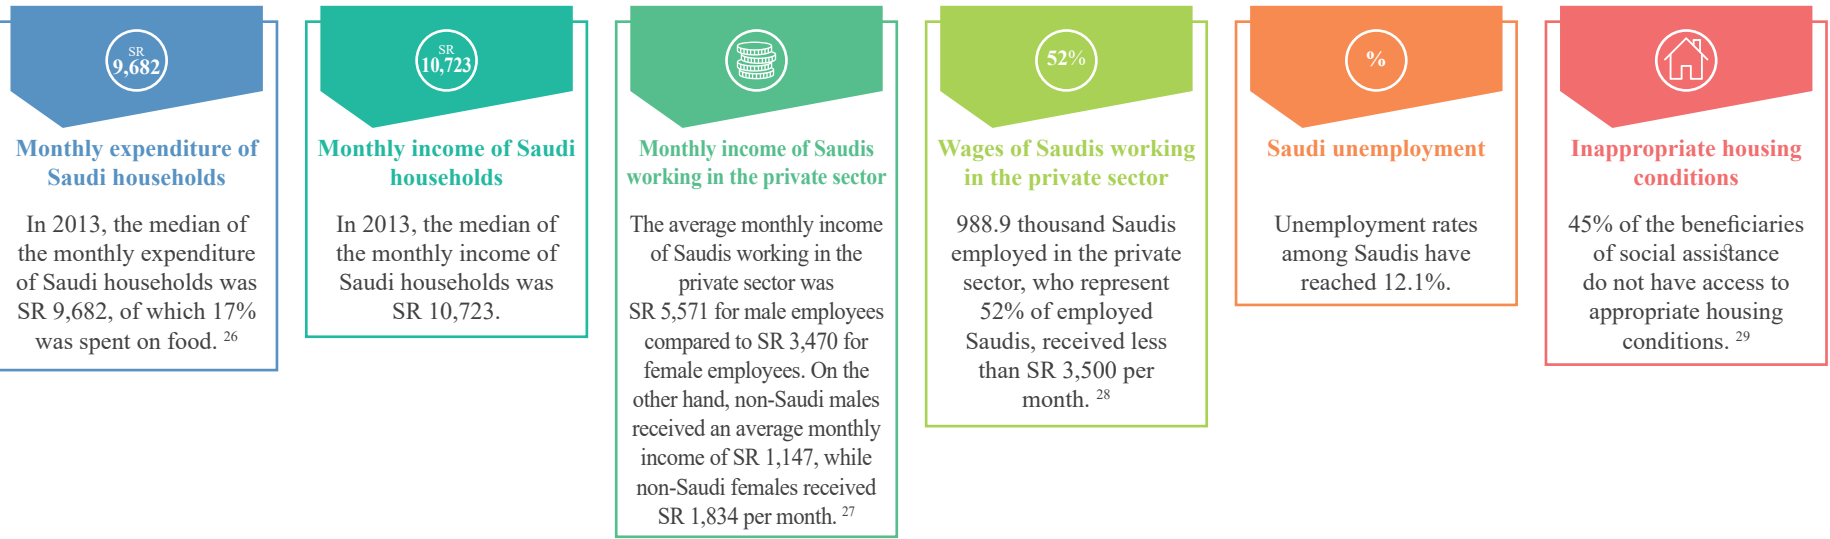 SR
9,682
Monthly expenditure of
Saudi households
In 2013, the median of
the monthly expenditure
of Saudi households was
SR 9,682, of which 17%
was spent on food. 26
SR
10,723
Monthly income of Saudi
households
In 2013, the median of
the monthly income of
Saudi households was
SR 10,723.
Monthly income of Saudis
working in the private sector
The average monthly income
of Saudis working in the
private sector was
SR 5,571 for male employees
compared to SR 3,470 for
female employees. On the
other hand, non-Saudi males
received an average monthly
income of SR 1,147, while
non-Saudi females received
SR 1,834 per month. 27
52%
Wages of Saudis working
in the private sector
988.9 thousand Saudis
employed in the private
sector, who represent
52% of employed
Saudis, received less
than SR 3,500 per
month. 28
%
Saudi unemployment
Unemployment rates
among Saudis have
reached 12.1%.
Inappropriate housing
conditions
45% of the beneficiaries
of social assistance
do not have access to
appropriate housing
conditions. 29